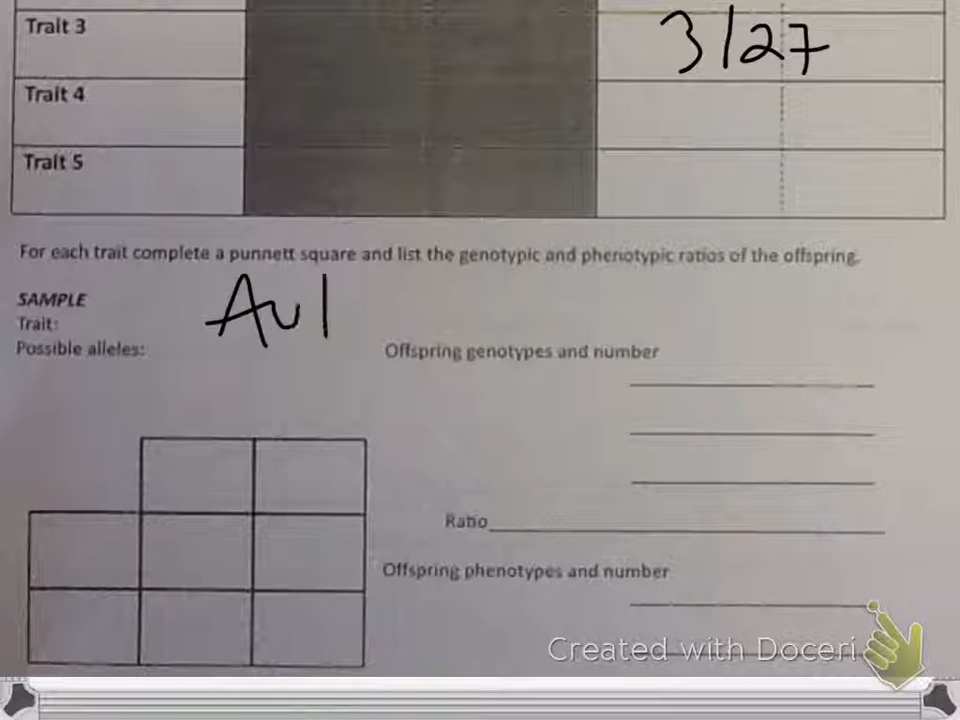 Trait 3
3/27
Trait 4
Trait 5
For each trait complete a punnett square and list the genotypic and phenotypic ratios of the offspring.
SAMPLE
Trait:
Possible alleles:
Offspring genotypes and number
Ratio
Offspring phenotypes and number
Created with Doceri